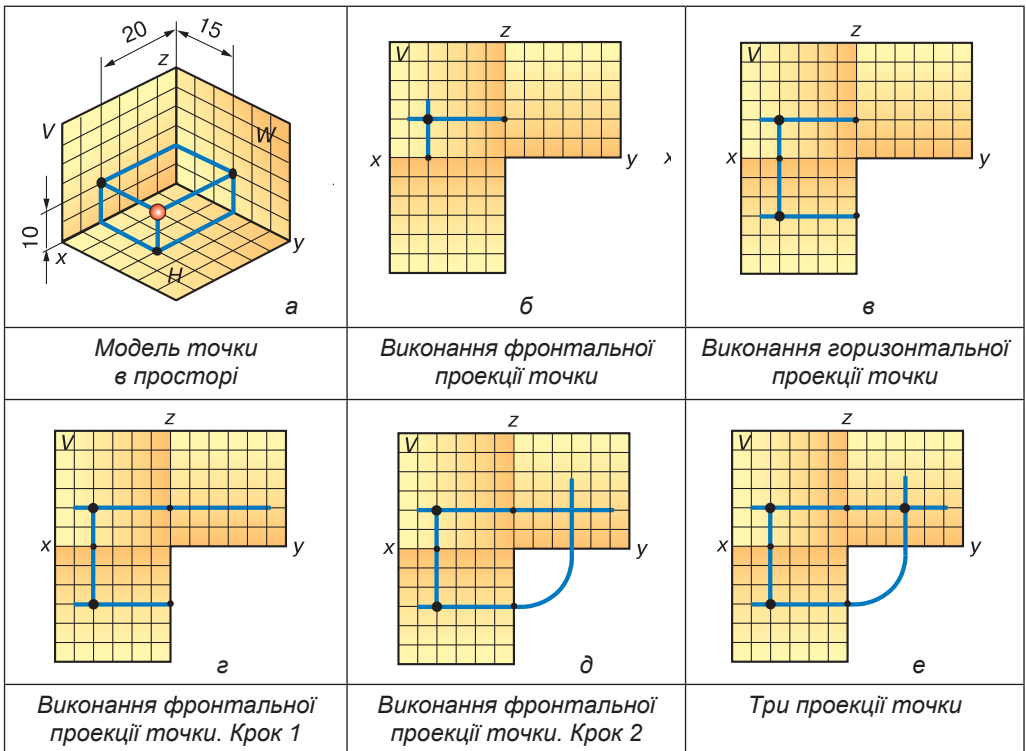 20 15
z
V W
10
x y
H
а
z
V
x y
б
z
V
x y
в
Модель точки
в просторі
Виконання фронтальної
проекції точки
Виконання горизонтальної
проекції точки
z
V
x y
г
z
V
x y
д
z
V
x y
е
Виконання фронтальної
проекції точки. Крок 1
Виконання фронтальної
проекції точки. Крок 2
Три проекції точки